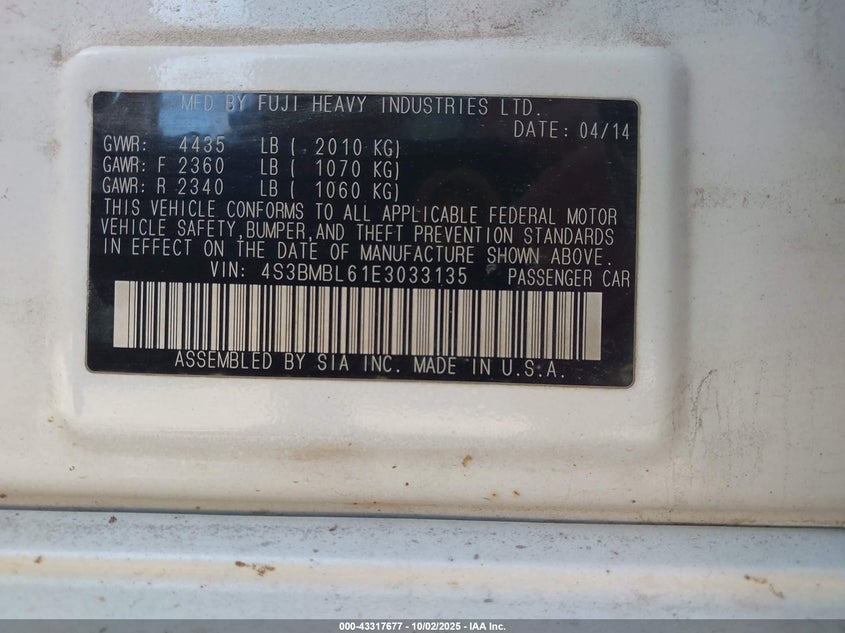 MFD BY FUJI HEAVY INDUSTRIES LTD.
DATE: 04/14
GVWR: 4435 LB ( 2010 KG)
GAWR: F 2360 LB ( 1070 KG)
GAWR: R 2340 LB ( 1060 KG)
THIS VEHICLE CONFORMS TO ALL APPLICABLE FEDERAL MOTOR
VEHICLE SAFETY,BUMPER,AND THEFT PREVENTION STANDARDS
IN EFFECT ON THE DATE OF MANUFACTURE SHOWN ABOVE.
VIN: 4S3BMBL61E3033135 PASSENGER CAR
ASSEMBLED BY SIA INC. MADE IN U.S.A.
000-43317677 - 10/02/2025 - IAA Inc.